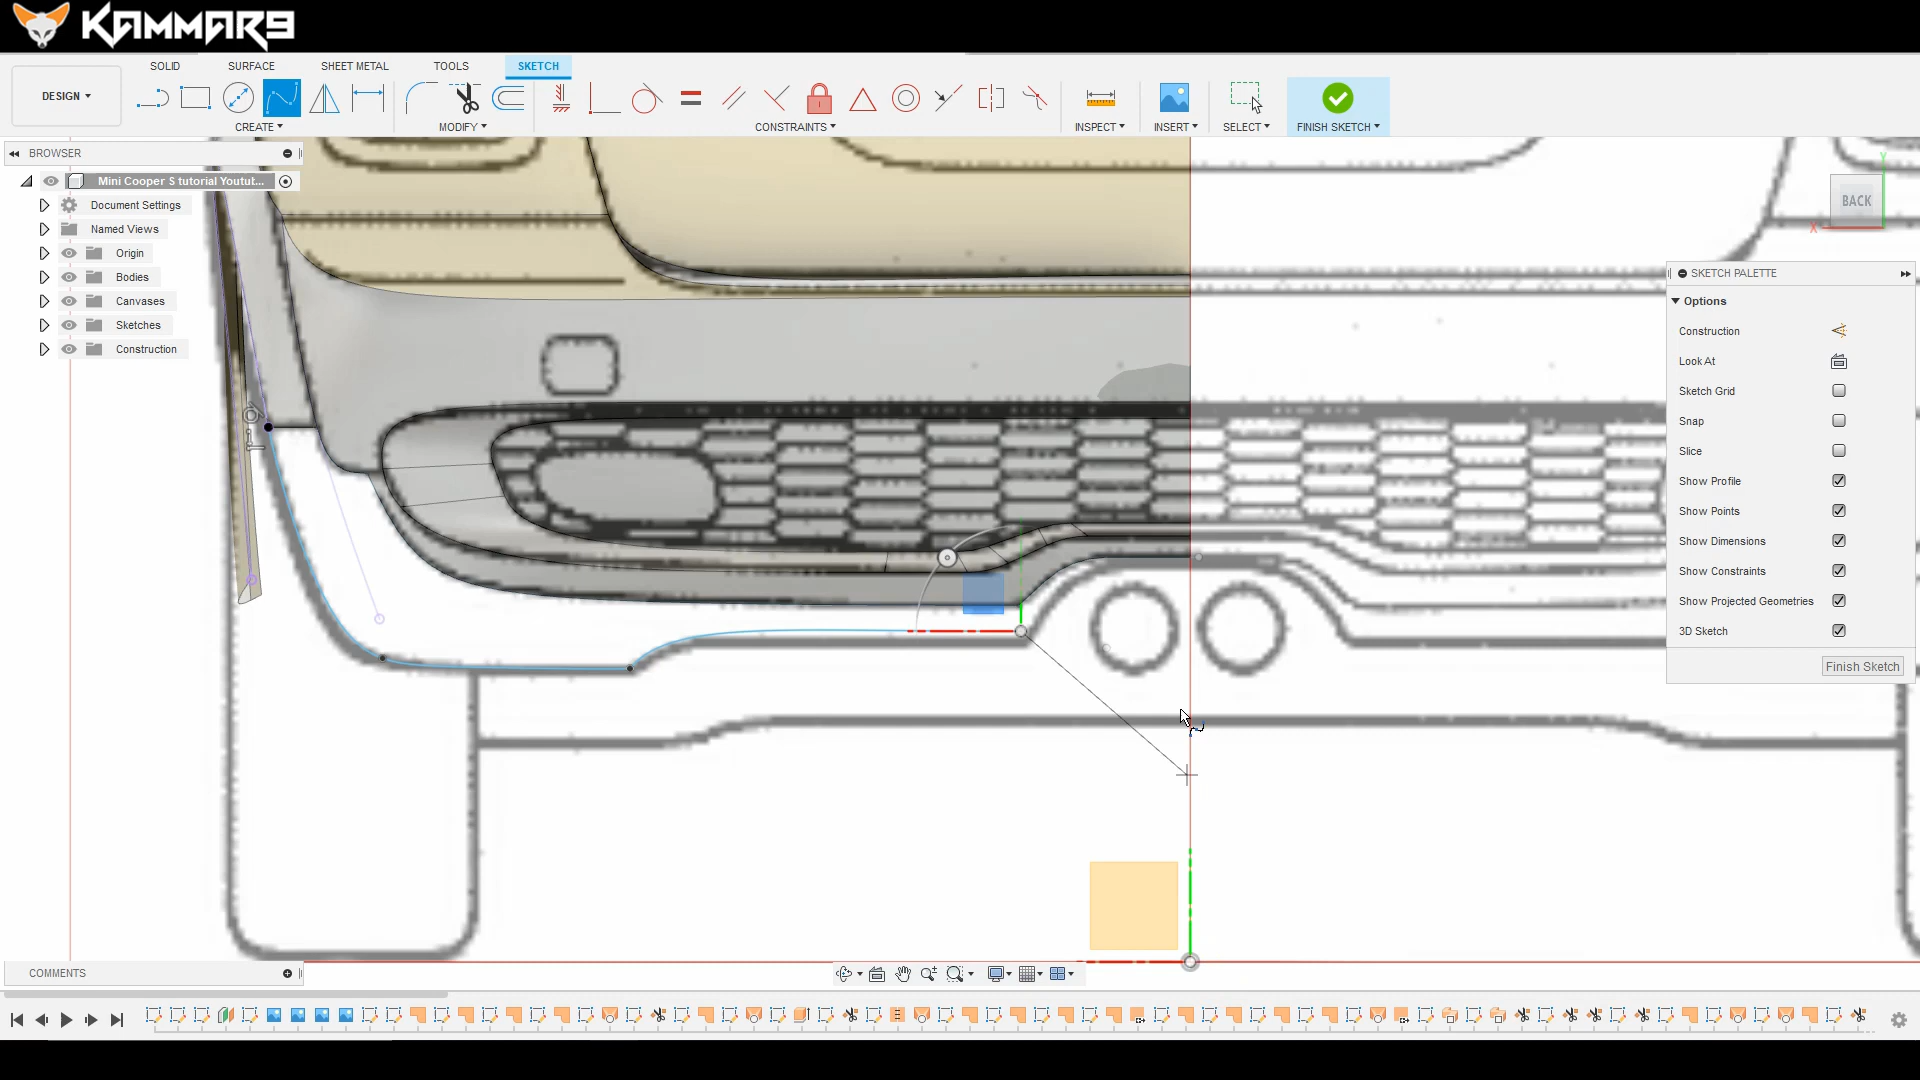 KAMMAR9
DESIGN
SOLID
SURFACE
SHEET METAL
TOOLS
SKETCH
CREATE
MODIFY
CONSTRAINTS
INSPECT
INSERT
SELECT
FINISH SKETCH
BROWSER
Mini Cooper S tutorial Youtut...
Document Settings
Named Views
Origin
Bodies
Canvases
Sketches
Construction
Y
BACK
X
SKETCH PALETTE
Options
Construction
Look At
Sketch Grid
Snap
Slice
Show Profile
Show Points
Show Dimensions
Show Constraints
Show Projected Geometries
3D Sketch
Finish Sketch
COMMENTS